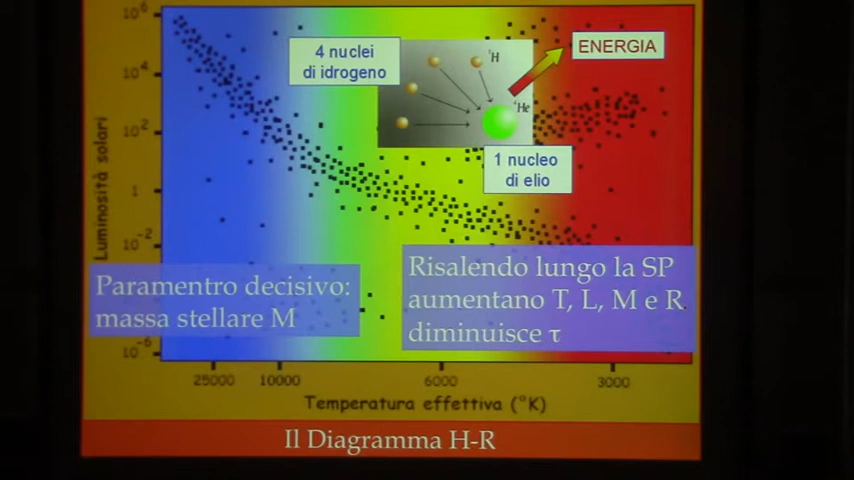 10⁶
4 nuclei
di idrogeno
¹H
ENERGIA
10⁴
⁴He
10²
1 nucleo
di elio
Luminosità solari
1
10⁻²
Paramentro decisivo:
massa stellare M
Risalendo lungo la SP
aumentano T, L, M e R
diminuisce τ
10⁻⁶
25000 10000 6000 3000
Temperatura effettiva (°K)
Il Diagramma H-R